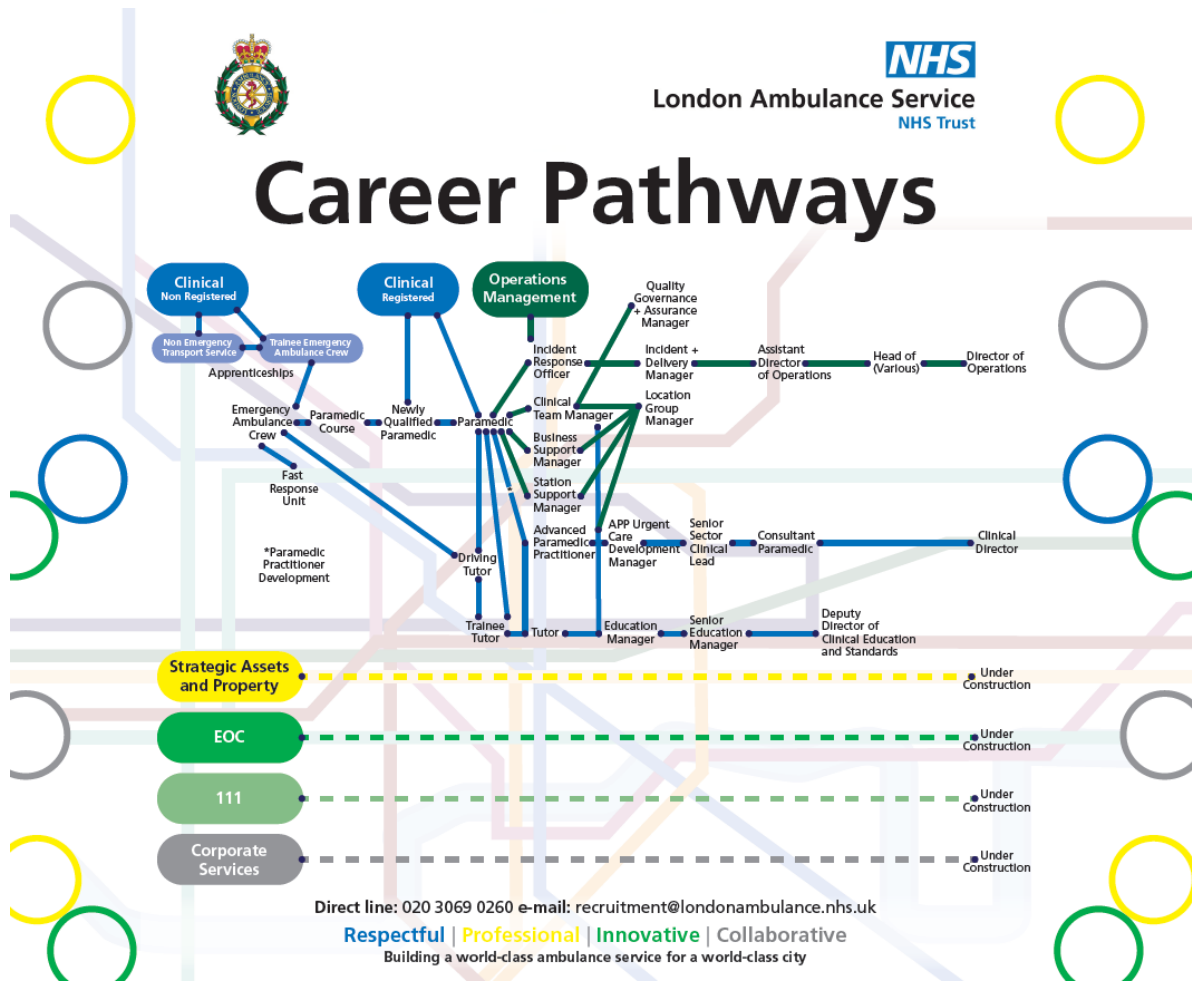 NHS
London Ambulance Service
NHS Trust
Career Pathways
Clinical
Non Registered
Clinical
Registered
Operations
Management
Quality
Governance
+ Assurance
Manager
Non Emergency
Transport Service
Trainee Emergency
Ambulance Crew
Apprenticeships
Incident
Response
Officer
Incident +
Delivery
Manager
Assistant
Director
of Operations
Head of
(Various)
Director of
Operations
Emergency
Ambulance
Crew
Paramedic
Course
Newly
Qualified
Paramedic
Paramedic
Clinical
Team Manager
Location
Group
Manager
Business
Support
Manager
Fast
Response
Unit
Station
Support
Manager
*Paramedic
Practitioner
Development
Driving
Tutor
Advanced
Paramedic
Practitioner
APP Urgent
Care
Development
Manager
Senior
Sector
Clinical
Lead
Consultant
Paramedic
Clinical
Director
Trainee
Tutor
Tutor
Education
Manager
Senior
Education
Manager
Deputy
Director of
Clinical Education
and Standards
Strategic Assets
and Property
Under
Construction
EOC
Under
Construction
111
Under
Construction
Corporate
Services
Under
Construction
Direct line: 020 3069 0260 e-mail: recruitment@londonambulance.nhs.uk
Respectful | Professional | Innovative | Collaborative
Building a world-class ambulance service for a world-class city